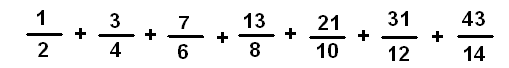 1/2 + 3/4 + 7/6 + 13/8 + 21/10 + 31/12 + 43/14